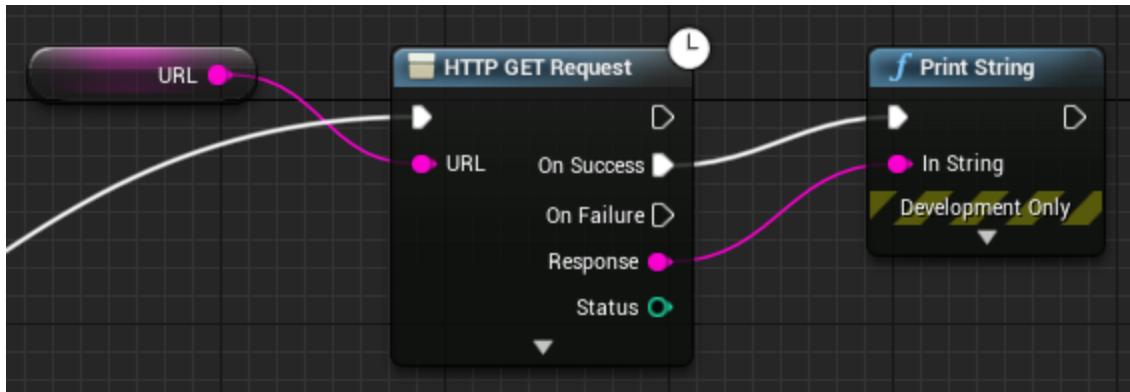 URL
HTTP GET Request
URL
On Success
On Failure
Response
Status
Print String
In String
Development Only